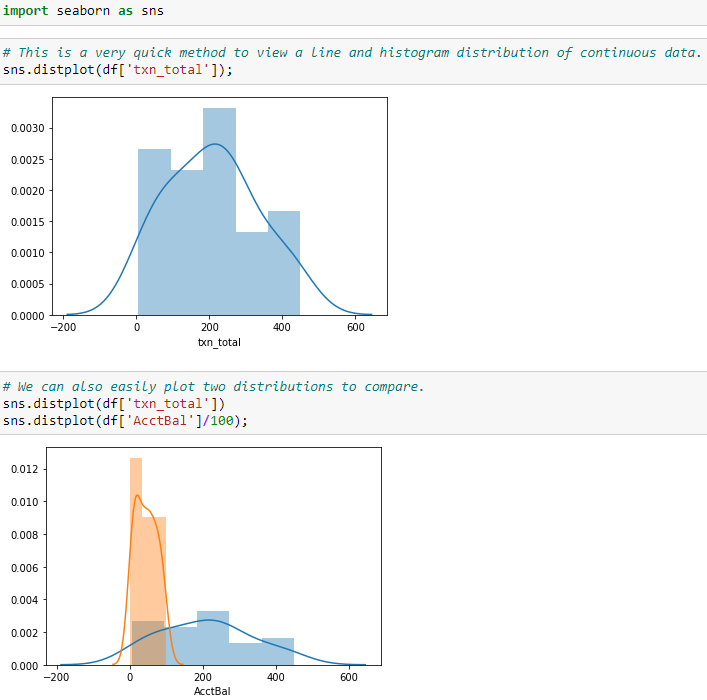 import seaborn as sns
# This is a very quick method to view a line and histogram distribution of continuous data.
sns.distplot(df['txn_total']);
0.0030
0.0025
0.0020
0.0015
0.0010
0.0005
0.0000
−200 0 200 400 600
txn_total
# We can also easily plot two distributions to compare.
sns.distplot(df['txn_total'])
sns.distplot(df['AcctBal']/100);
0.012
0.010
0.008
0.006
0.004
0.002
0.000
−200 0 200 400 600
AcctBal